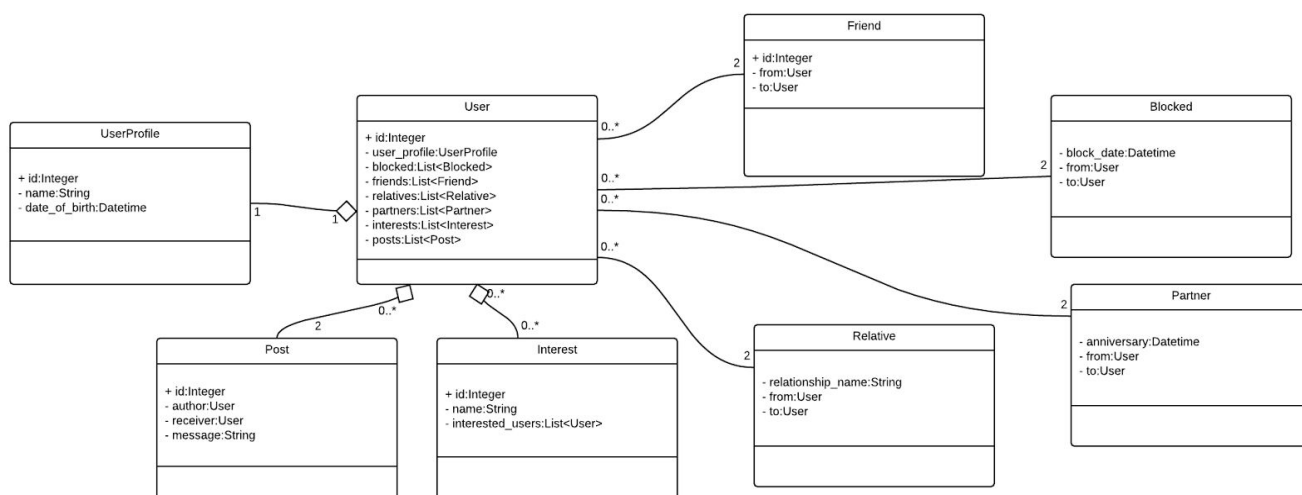 Friend
+ id:Integer
- from:User
- to:User
2
0..*
User
+ id:Integer
- user_profile:UserProfile
- blocked:List<Blocked>
- friends:List<Friend>
- relatives:List<Relative>
- partners:List<Partner>
- interests:List<Interest>
- posts:List<Post>
Blocked
- block_date:Datetime
- from:User
- to:User
2
0..*
UserProfile
+ id:Integer
- name:String
- date_of_birth:Datetime
1
1
0..*
2
Partner
- anniversary:Datetime
- from:User
- to:User
0..*
2
Relative
- relationship_name:String
- from:User
- to:User
0..*
2
Post
+ id:Integer
- author:User
- receiver:User
- message:String
0..*
0..*
Interest
+ id:Integer
- name:String
- interested_users:List<User>